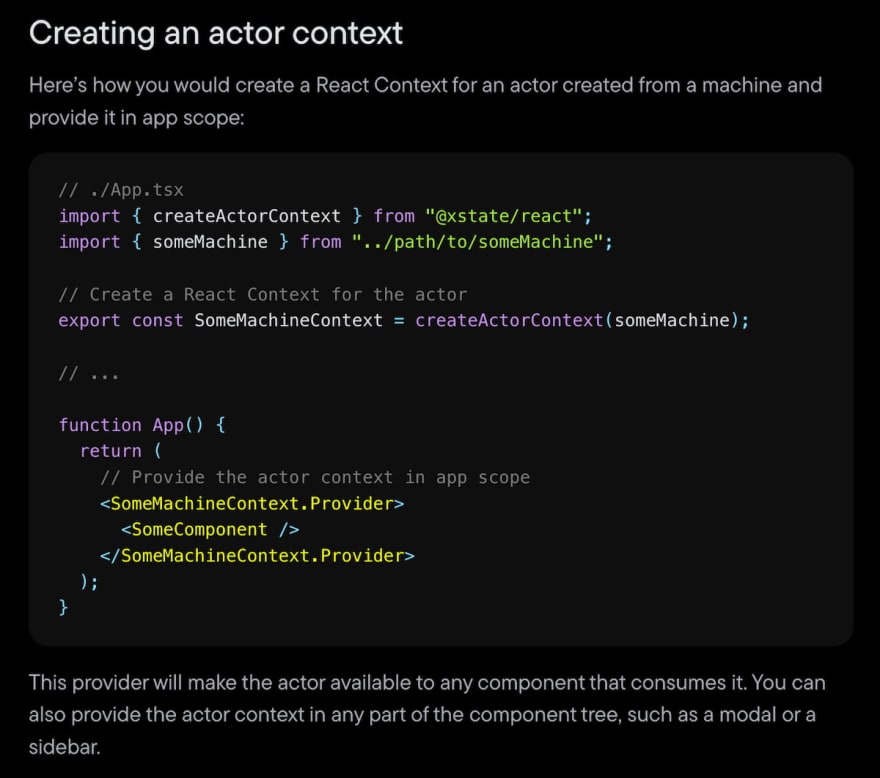 Creating an actor context
Here’s how you would create a React Context for an actor created from a machine and
provide it in app scope:
// ./App.tsx
import { createActorContext } from "@xstate/react";
import { someMachine } from "../path/to/someMachine";
// Create a React Context for the actor
export const SomeMachineContext = createActorContext(someMachine);
// ...
function App() {
  return (
    // Provide the actor context in app scope
    <SomeMachineContext.Provider>
      <SomeComponent />
    </SomeMachineContext.Provider>
  );
}
This provider will make the actor available to any component that consumes it. You can
also provide the actor context in any part of the component tree, such as a modal or a
sidebar.